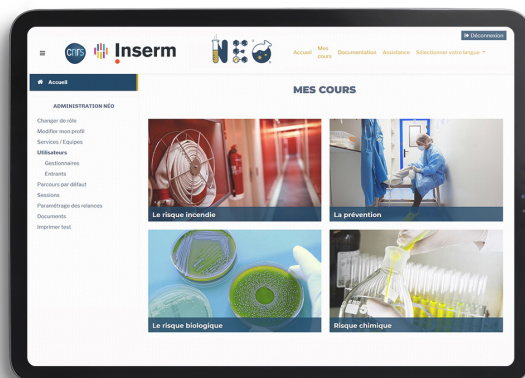 Déconnexion
cnrs
Inserm
NEO
Accueil
Mes
cours
Documentation
Assistance
Sélectionner votre langue
Accueil
MES COURS
ADMINISTRATION NÉO
Changer de rôle
Modifier mon profil
Services / Equipes
Utilisateurs
Gestionnaires
Entrants
Parcours par défaut
Sessions
Paramétrage des relances
Documents
Imprimer test
Le risque incendie
La prévention
Le risque biologique
Risque chimique